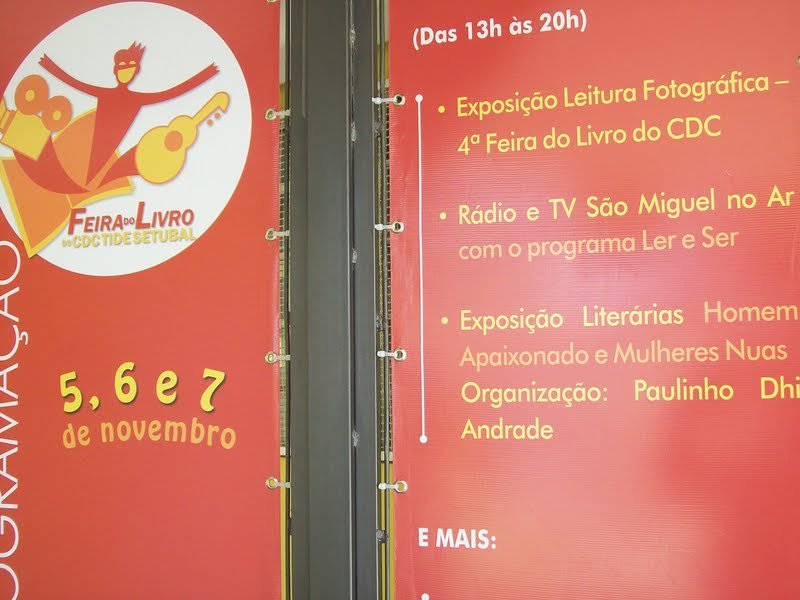 FEIRA DO LIVRO
DO CDC TIDE SETUBAL
5, 6 e 7
de novembro
(Das 13h às 20h)
• Exposição Leitura Fotográfica –
4ª Feira do Livro do CDC
• Rádio e TV São Miguel no Ar
com o programa Ler e Ser
• Exposição Literárias Homem
Apaixonado e Mulheres Nuas
Organização: Paulinho Dhi
Andrade
E MAIS: